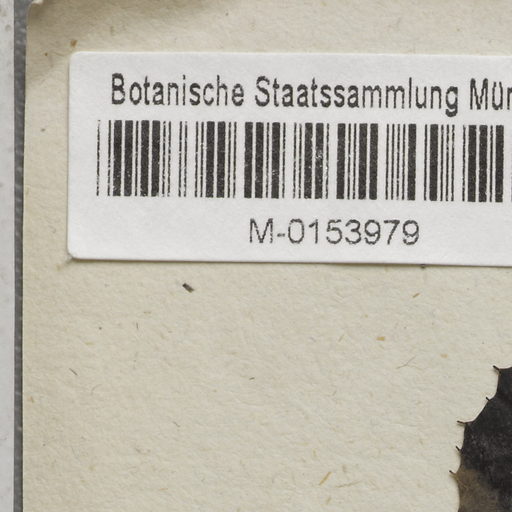 Botanische Staatssammlung Mün
M-0153979